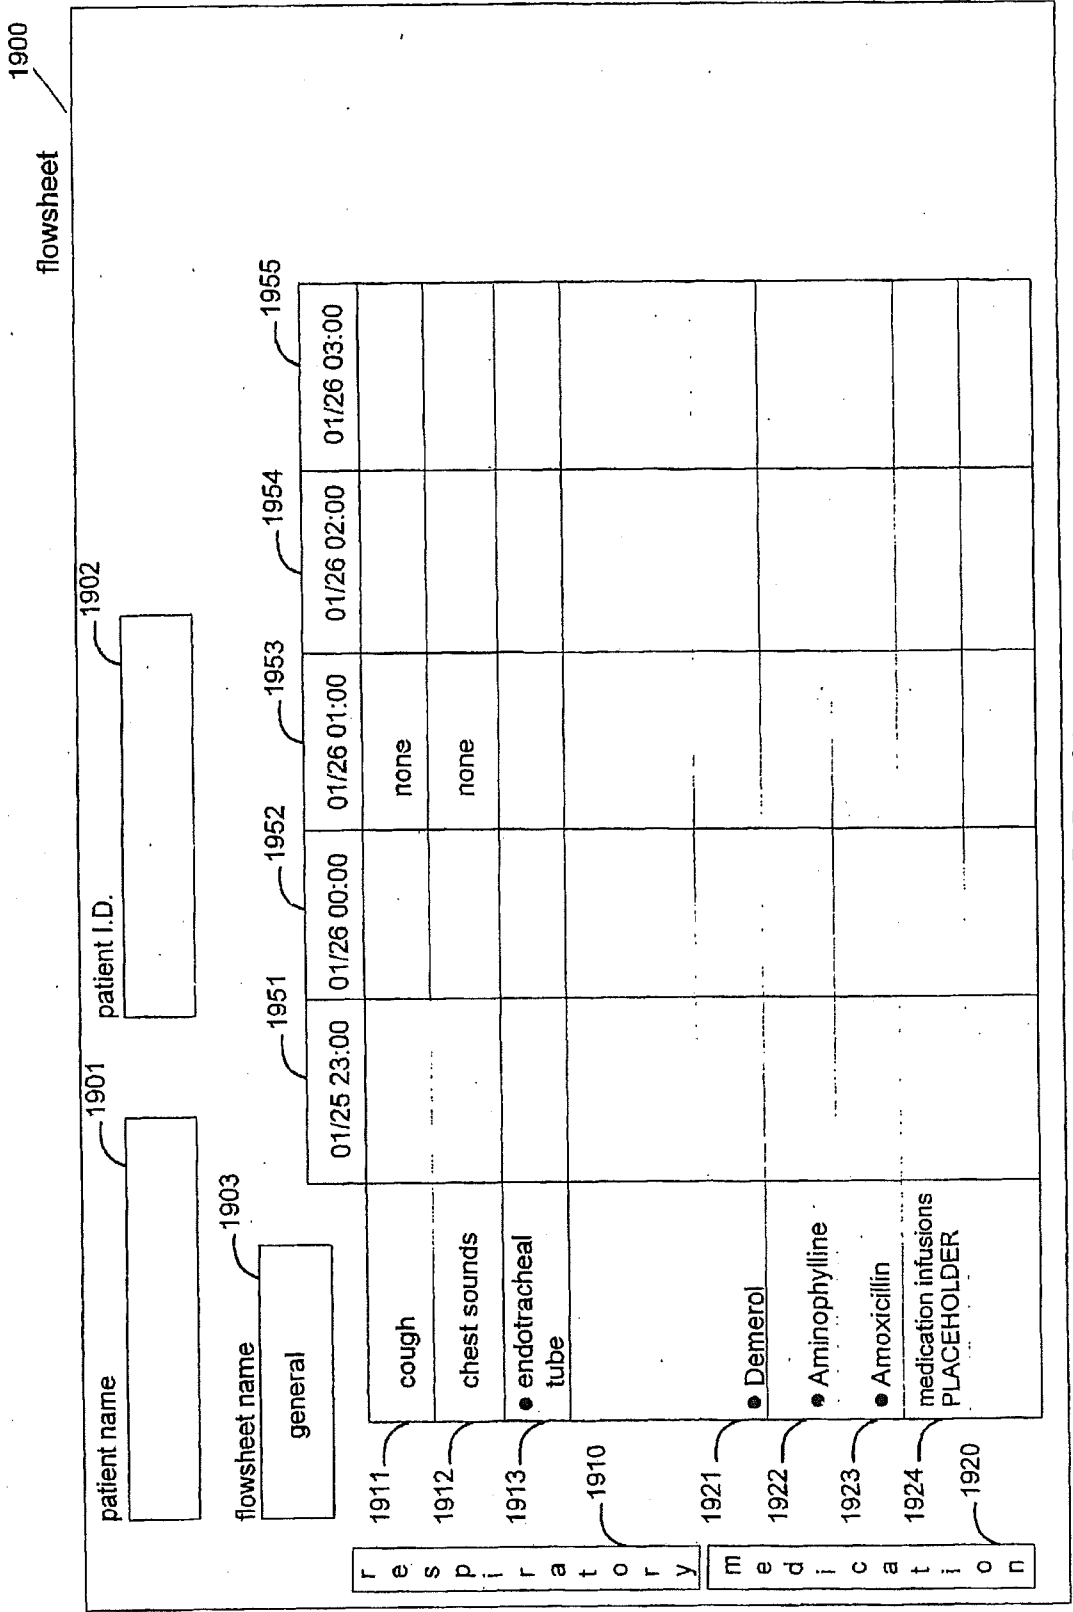 flowsheet
1900
patient name
1901
patient I.D.
1902
flowsheet name
1903
general
1951
1952
1953
1954
1955
01/25 23:00
01/26 00:00
01/26 01:00
01/26 02:00
01/26 03:00
respiratory
1910
1911
cough
none
1912
chest sounds
none
1913
● endotracheal
tube
medication
1920
1921
● Demerol
1922
● Aminophylline
1923
● Amoxicillin
1924
medication infusions
PLACEHOLDER